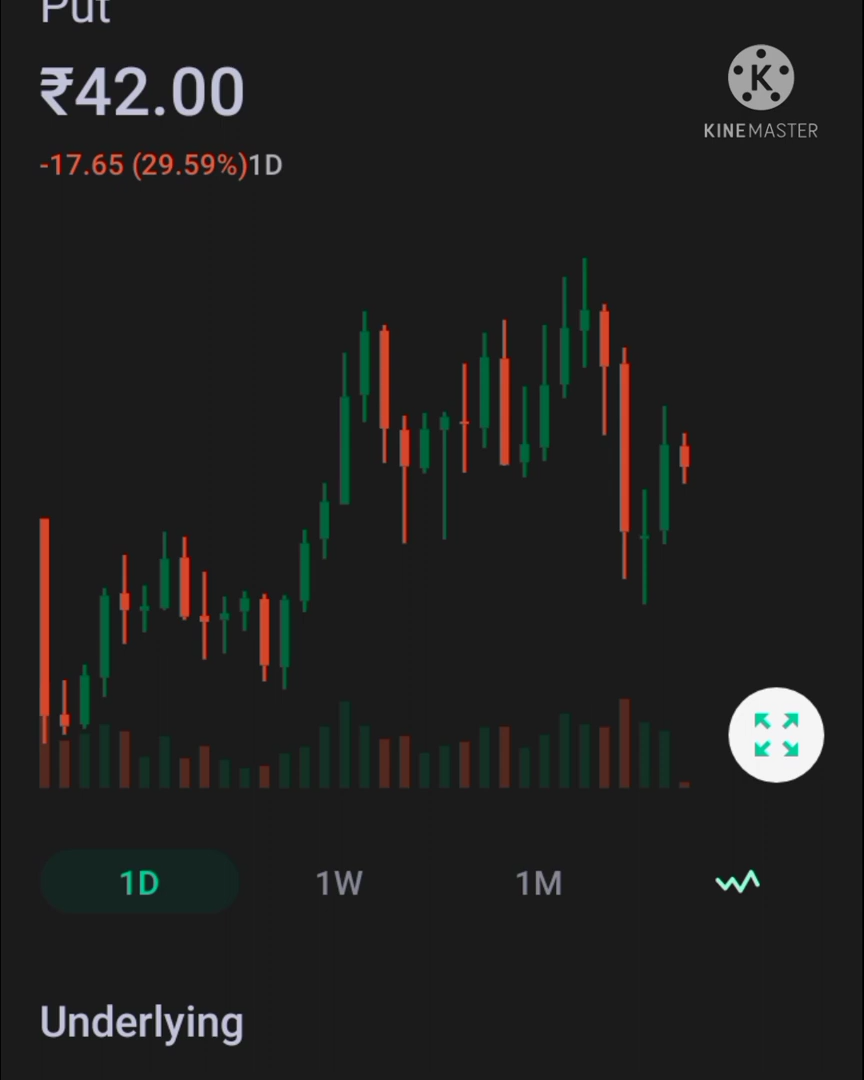 Put
₹42.00
K
KINEMASTER
-17.65 (29.59%)1D
1D 1W 1M
Underlying